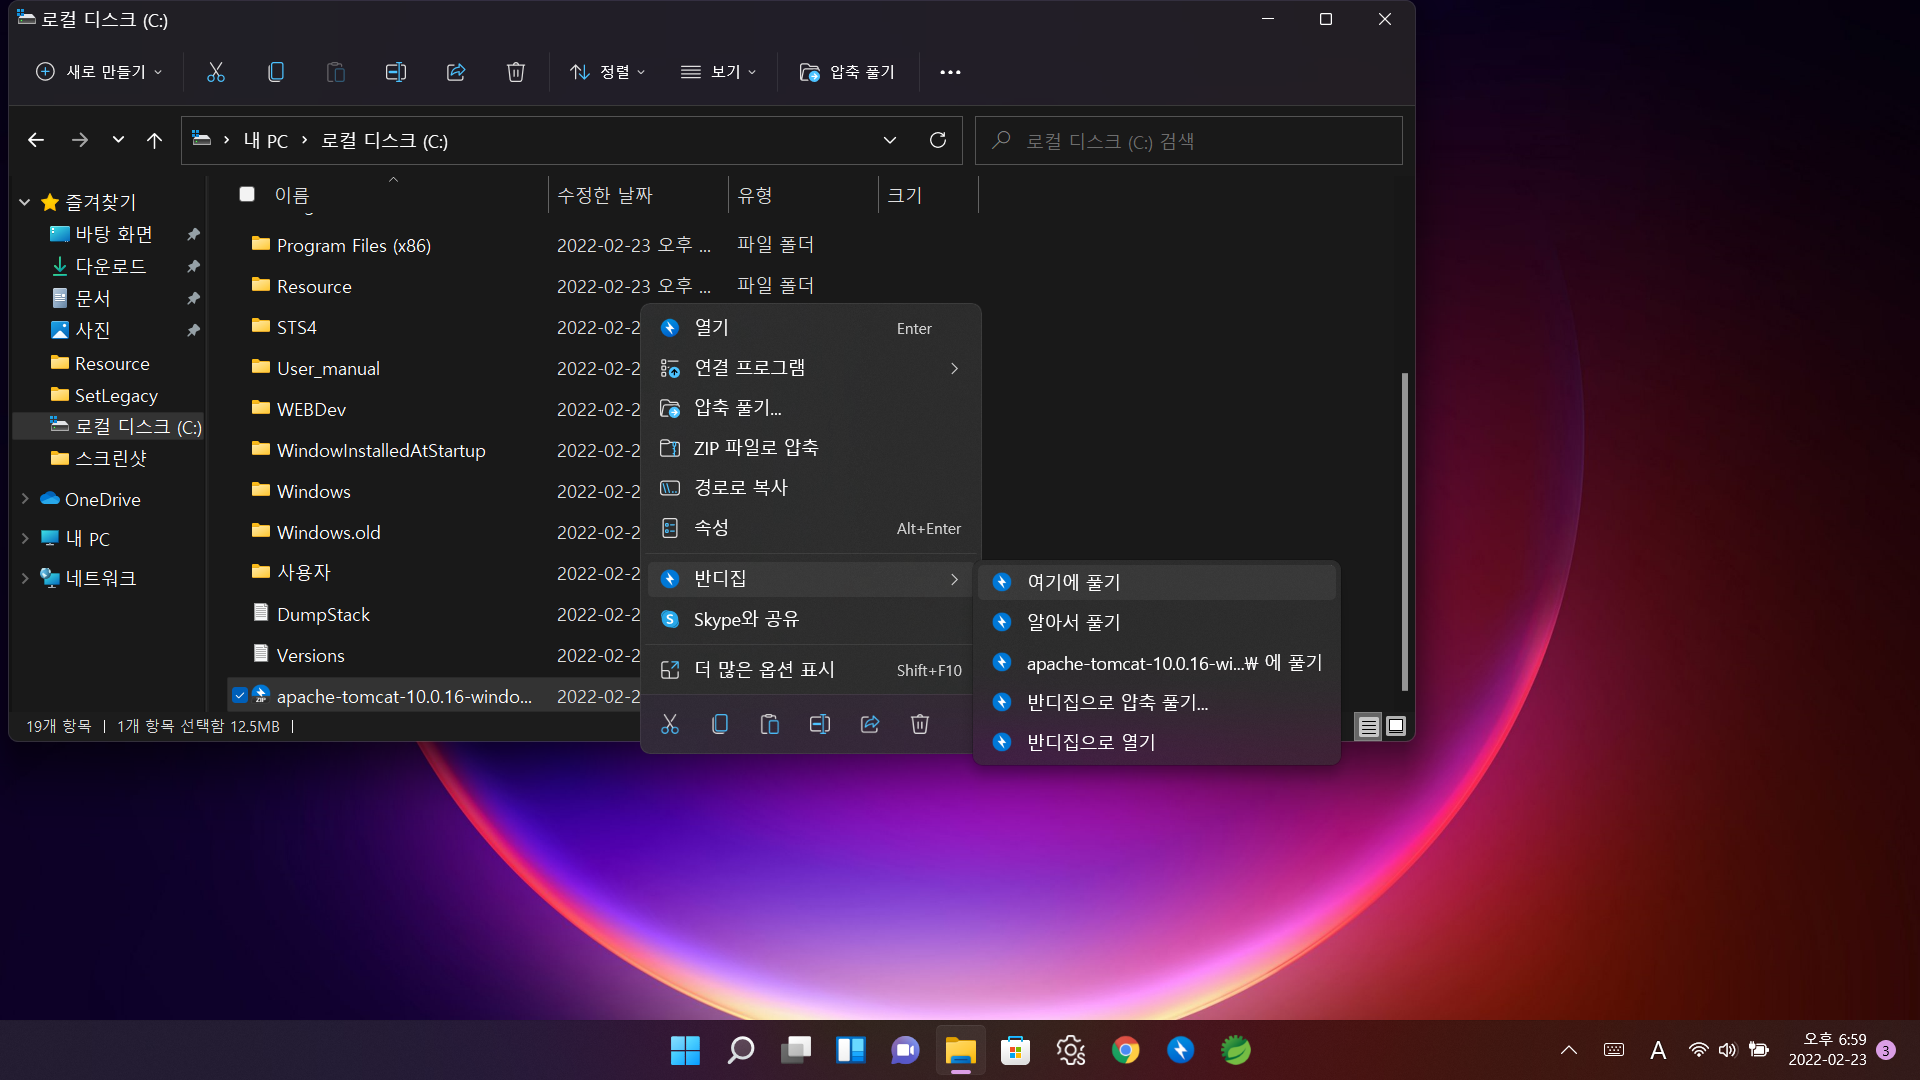 로컬 디스크 (C:)
새로 만들기
정렬
보기
압축 풀기
내 PC
로컬 디스크 (C:)
로컬 디스크 (C:) 검색
즐겨찾기
바탕 화면
다운로드
문서
사진
Resource
SetLegacy
로컬 디스크 (C:)
스크린샷
OneDrive
내 PC
네트워크
이름 수정한 날짜 유형 크기
Program Files (x86) 2022-02-23 오후 ... 파일 폴더
Resource 2022-02-23 오후 ... 파일 폴더
STS4 2022-02-2
User_manual 2022-02-2
WEBDev 2022-02-2
WindowInstalledAtStartup 2022-02-2
Windows 2022-02-2
Windows.old 2022-02-2
사용자 2022-02-2
DumpStack 2022-02-2
Versions 2022-02-2
apache-tomcat-10.0.16-windo... 2022-02-2
19개 항목 | 1개 항목 선택함 12.5MB |
열기 Enter
연결 프로그램
압축 풀기...
ZIP 파일로 압축
경로로 복사
속성 Alt+Enter
반디집
Skype와 공유
더 많은 옵션 표시 Shift+F10
여기에 풀기
알아서 풀기
apache-tomcat-10.0.16-wi...₩ 에 풀기
반디집으로 압축 풀기...
반디집으로 열기
ZIP
A
오후 6:59
2022-02-23
3